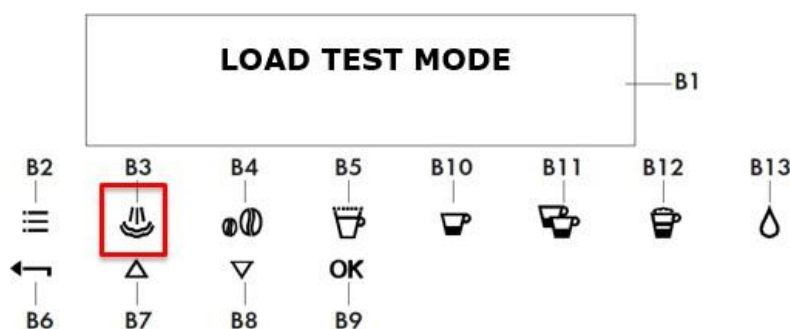 LOAD TEST MODE
B1
B2 B3 B4 B5 B10 B11 B12 B13
OK
B6 B7 B8 B9